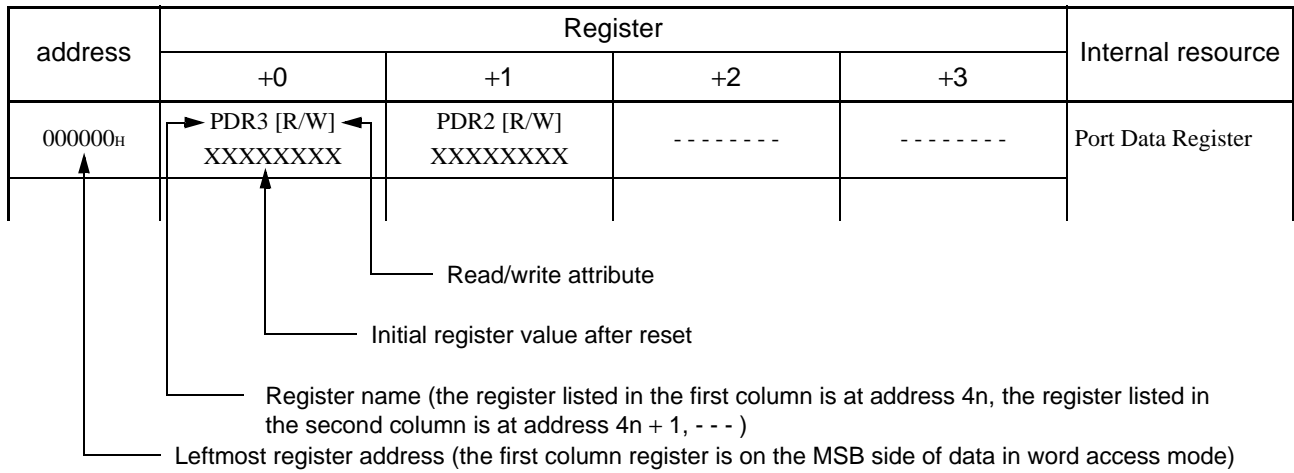 address
Register
Internal resource
+0
+1
+2
+3
000000H
PDR3 [R/W]
XXXXXXXX
PDR2 [R/W]
XXXXXXXX
- - - - - - - -
- - - - - - - -
Port Data Register
Read/write attribute
Initial register value after reset
Register name (the register listed in the first column is at address 4n, the register listed in
the second column is at address 4n + 1, - - - )
Leftmost register address (the first column register is on the MSB side of data in word access mode)